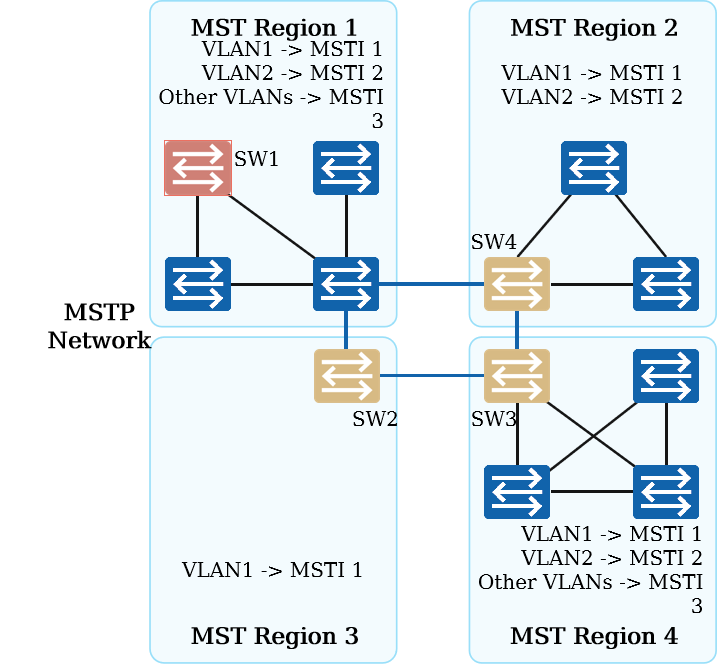 MST Region 1
VLAN1 -> MSTI 1
VLAN2 -> MSTI 2
Other VLANs -> MSTI
3
SW1
MST Region 2
VLAN1 -> MSTI 1
VLAN2 -> MSTI 2
SW4
MSTP
Network
SW2
VLAN1 -> MSTI 1
MST Region 3
SW3
VLAN1 -> MSTI 1
VLAN2 -> MSTI 2
Other VLANs -> MSTI
3
MST Region 4